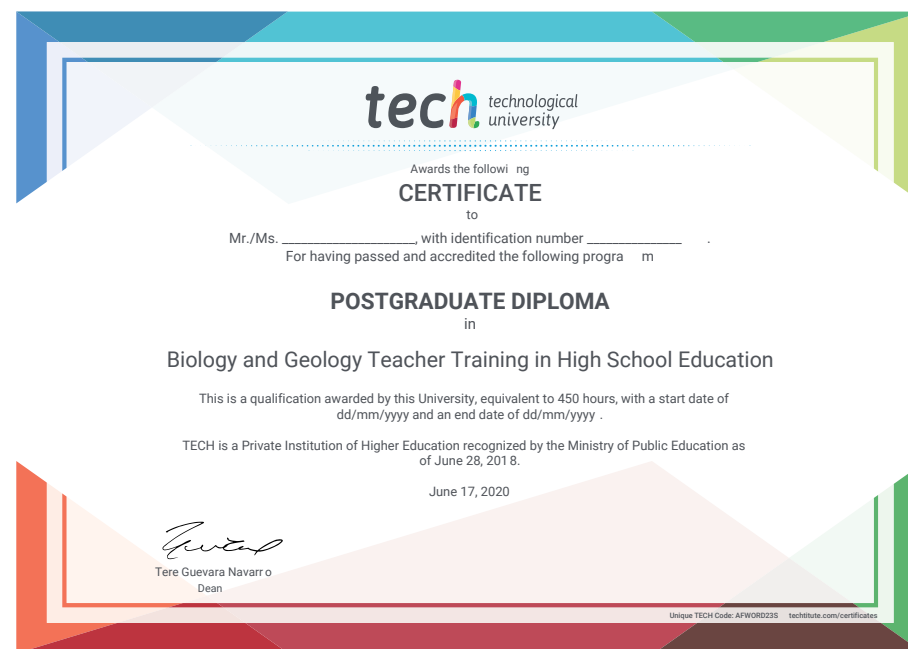 tech technological
university
Awards the followi ng
CERTIFICATE
to
Mr./Ms. _____________________, with identification number _______________ .
For having passed and accredited the following progra m
POSTGRADUATE DIPLOMA
in
Biology and Geology Teacher Training in High School Education
This is a qualification awarded by this University, equivalent to 450 hours, with a start date of
dd/mm/yyyy and an end date of dd/mm/yyyy .
TECH is a Private Institution of Higher Education recognized by the Ministry of Public Education as
of June 28, 201 8.
June 17, 2020
Tere Guevara Navarr o
Dean
Unique TECH Code: AFWORD23S techtitute.com/certificates